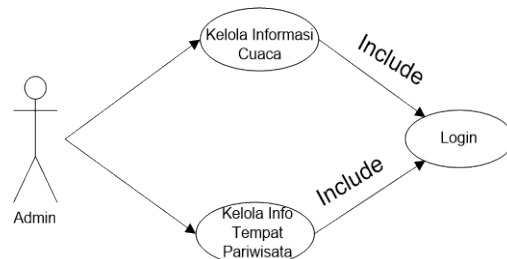 Kelola Informasi
Cuaca
Include
Login
Admin
Include
Kelola Info
Tempat
Pariwisata